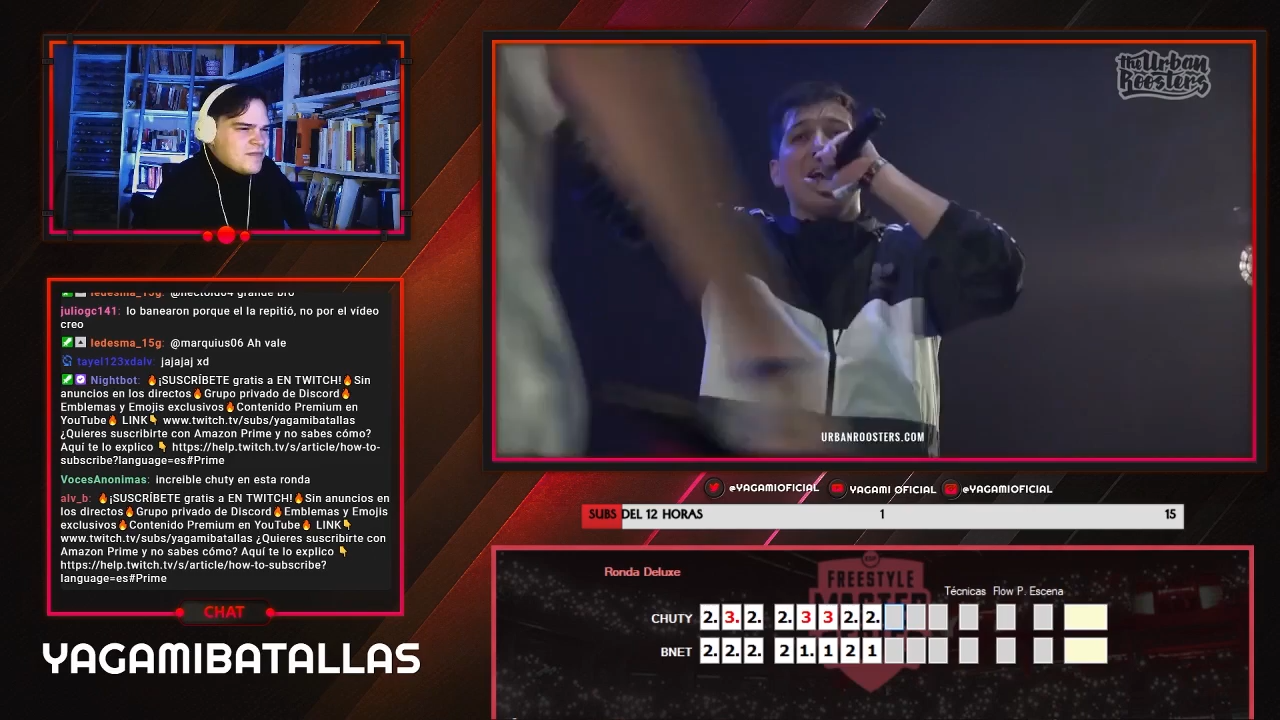 the Urban
Roosters
URBANROOSTERS.COM
ledesma_15g: @nectordo4 grande bro
juliogc141: lo banearon porque el la repitió, no por el vídeo
creo
ledesma_15g: @marquius06 Ah vale
tayel123xdalv: jajajaj xd
Nightbot: 🔥¡SUSCRÍBETE gratis a EN TWITCH!🔥Sin
anuncios en los directos🔥Grupo privado de Discord🔥
Emblemas y Emojis exclusivos🔥Contenido Premium en
YouTube🔥 LINK👇 www.twitch.tv/subs/yagamibatallas
¿Quieres suscribirte con Amazon Prime y no sabes cómo?
Aquí te lo explico 👇 https://help.twitch.tv/s/article/how-to-
subscribe?language=es#Prime
VocesAnonimas: increible chuty en esta ronda
alv_b: 🔥¡SUSCRÍBETE gratis a EN TWITCH!🔥Sin anuncios en
los directos🔥Grupo privado de Discord🔥Emblemas y Emojis
exclusivos🔥Contenido Premium en YouTube🔥 LINK👇
www.twitch.tv/subs/yagamibatallas ¿Quieres suscribirte con
Amazon Prime y no sabes cómo? Aquí te lo explico 👇
https://help.twitch.tv/s/article/how-to-subscribe?
language=es#Prime
CHAT
YAGAMIBATALLAS
@YAGAMIOFICIAL YAGAMI OFICIAL @YAGAMIOFICIAL
SUBS DEL 12 HORAS 1 15
Ronda Deluxe
FREESTYLE
MASTER
Técnicas Flow P. Escena
CHUTY 2. 3. 2. 2. 3 3 2. 2.
BNET 2. 2. 2. 2 1. 1 2 1